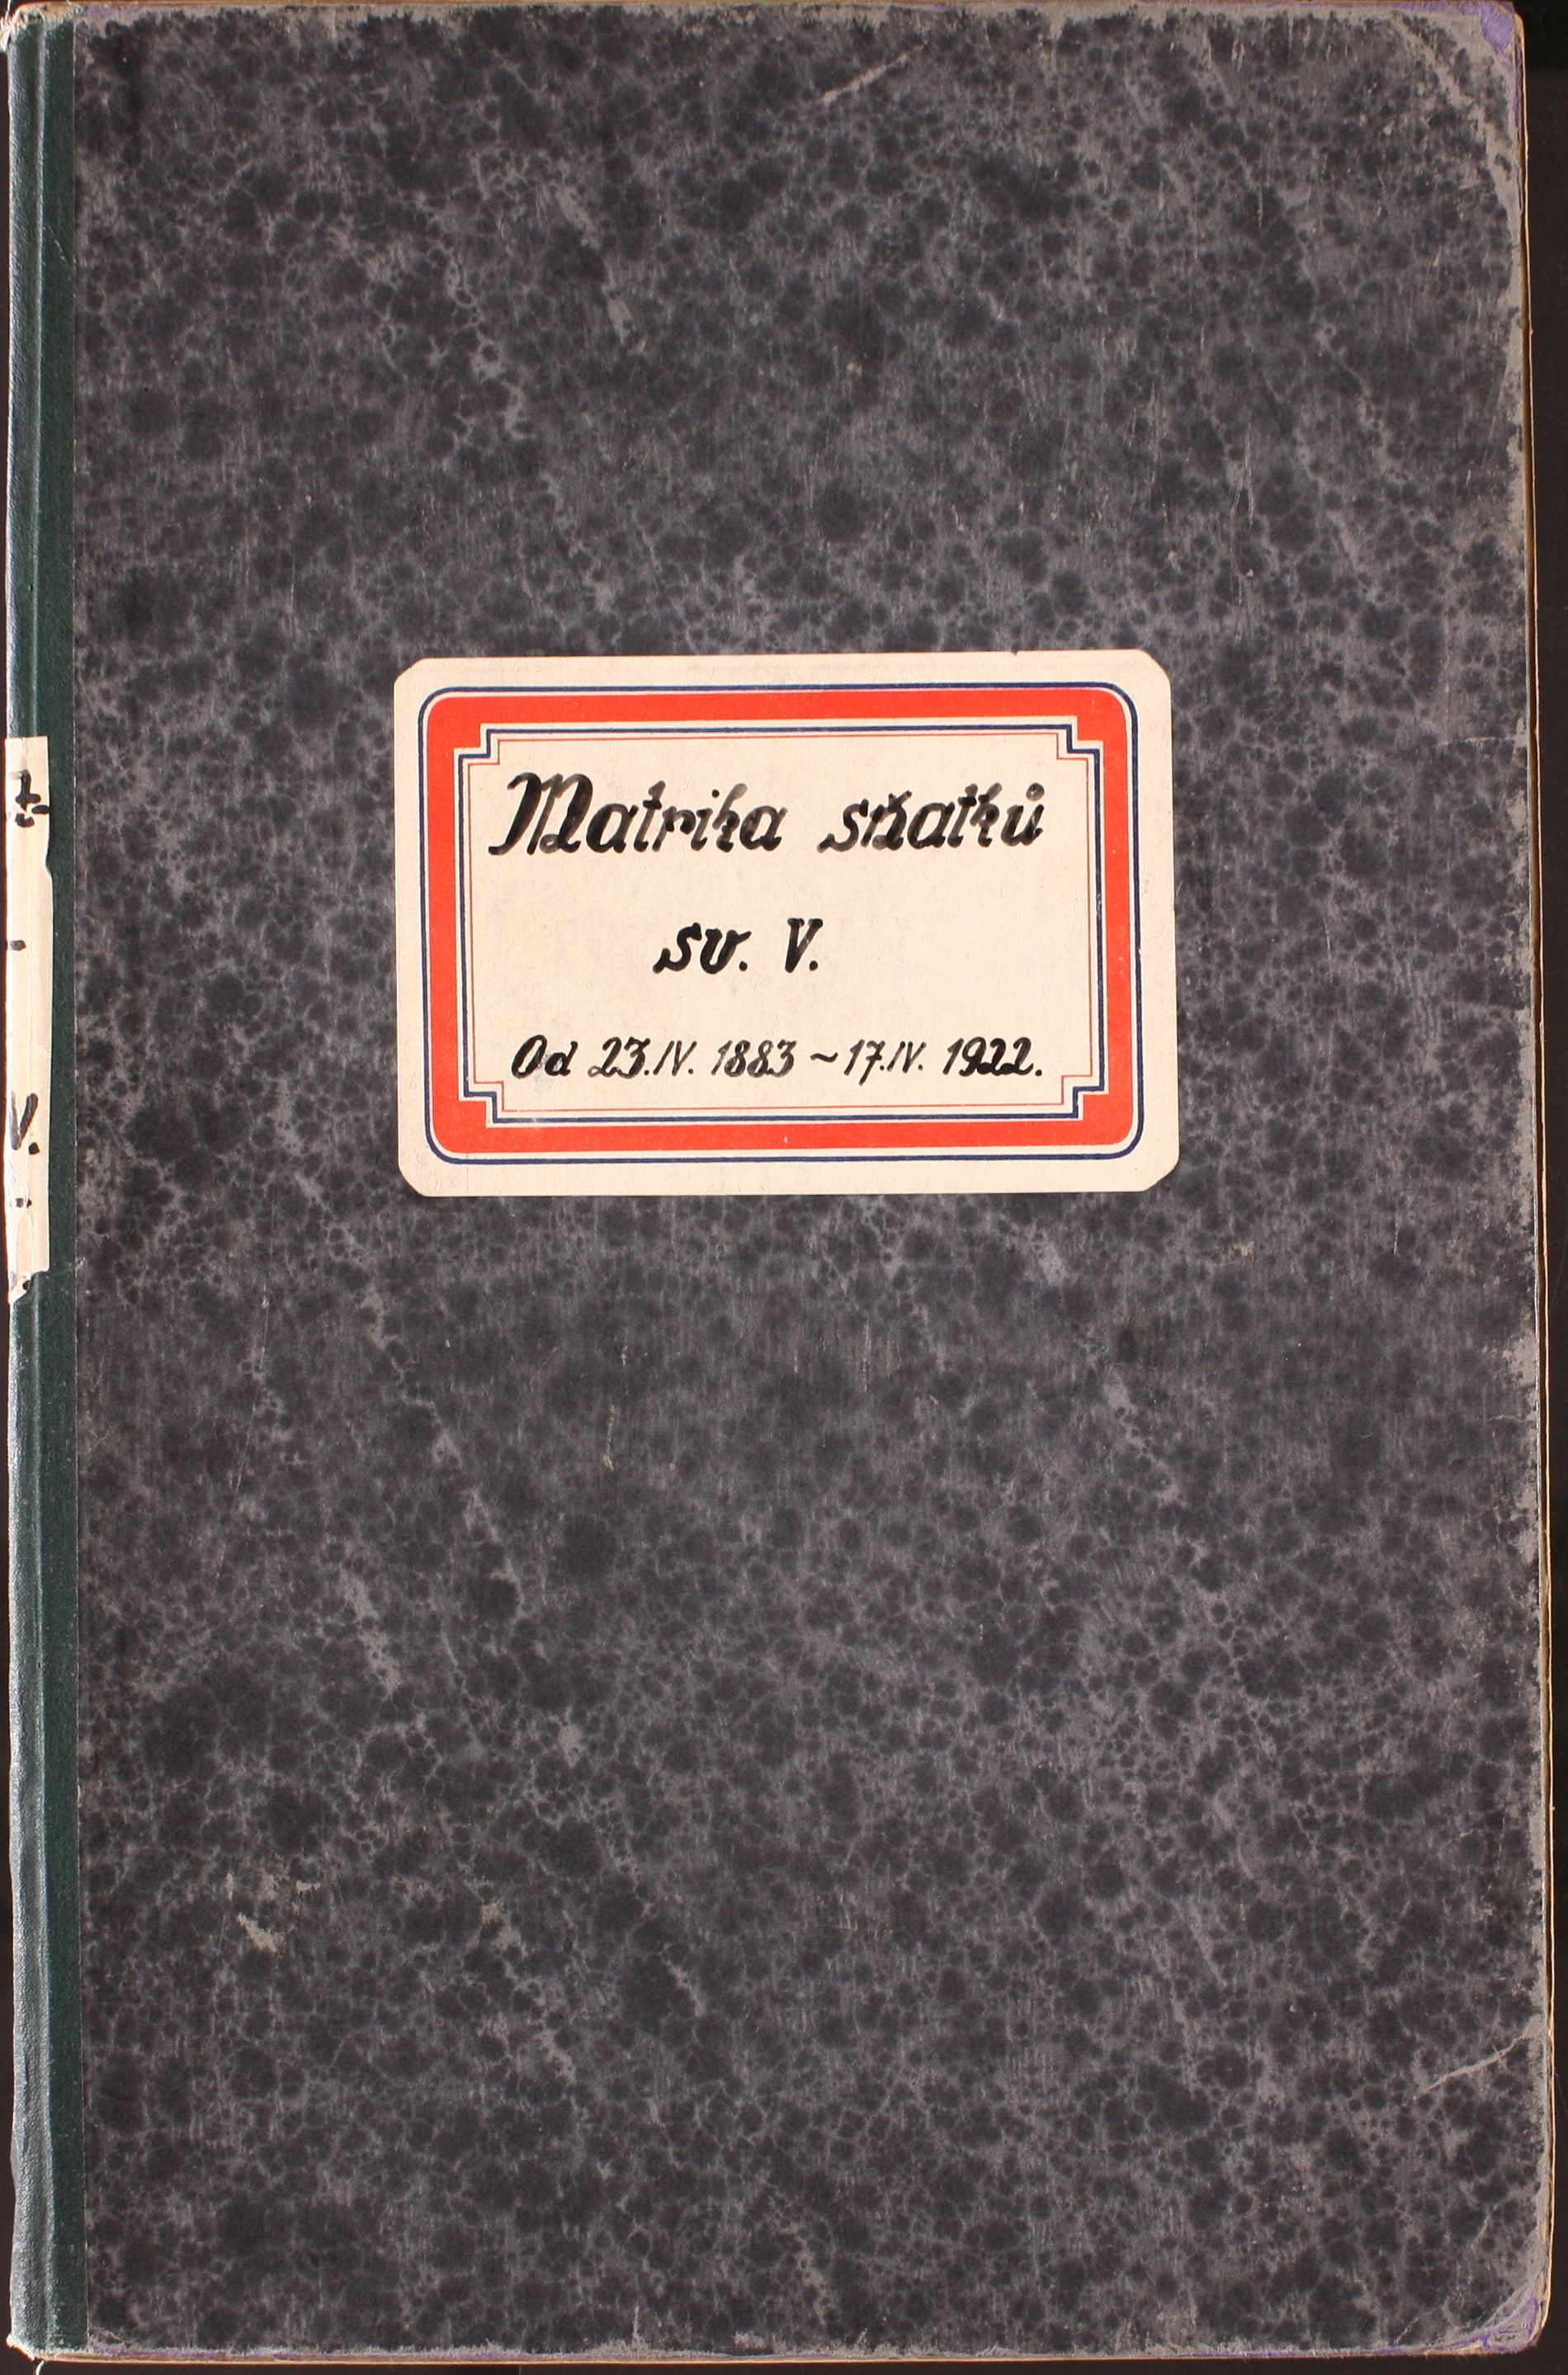 Matrika sňatků
sv. V.
Od 23.IV. 1883 ~ 17.IV. 1922.
V.